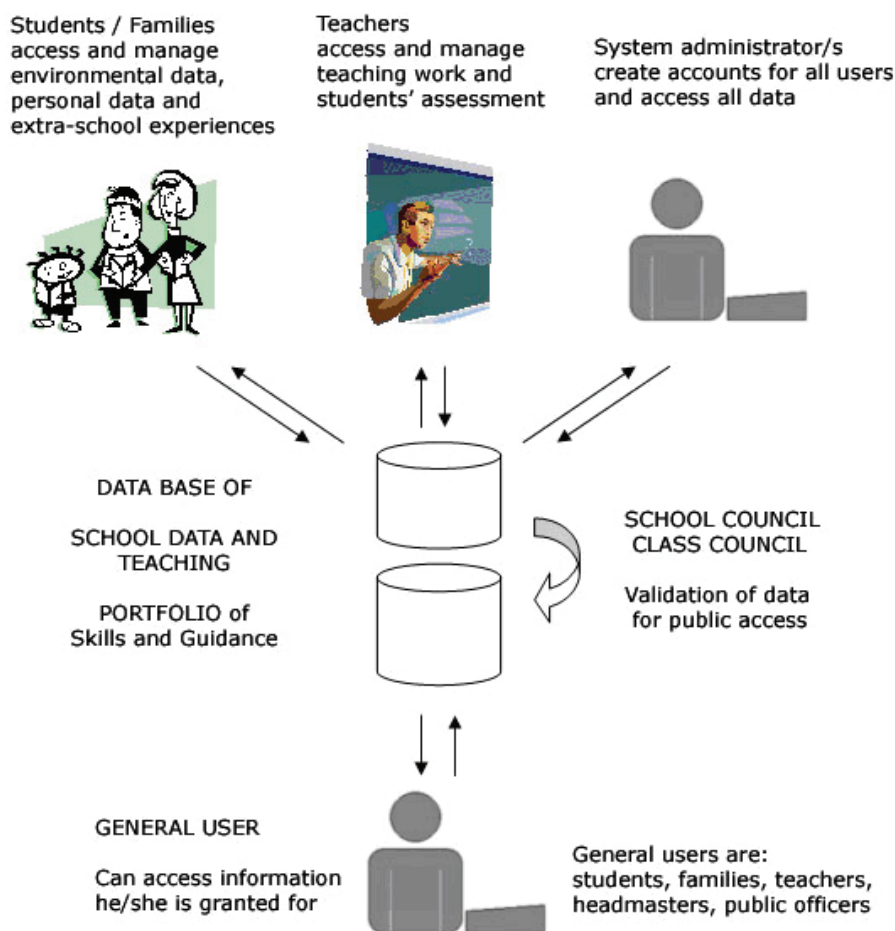 Students / Families
access and manage
environmental data,
personal data and
extra-school experiences
Teachers
access and manage
teaching work and
students' assessment
System administrator/s
create accounts for all users
and access all data
DATA BASE OF
SCHOOL DATA AND
TEACHING
PORTFOLIO of
Skills and Guidance
SCHOOL COUNCIL
CLASS COUNCIL
Validation of data
for public access
GENERAL USER
Can access information
he/she is granted for
General users are:
students, families, teachers,
headmasters, public officers